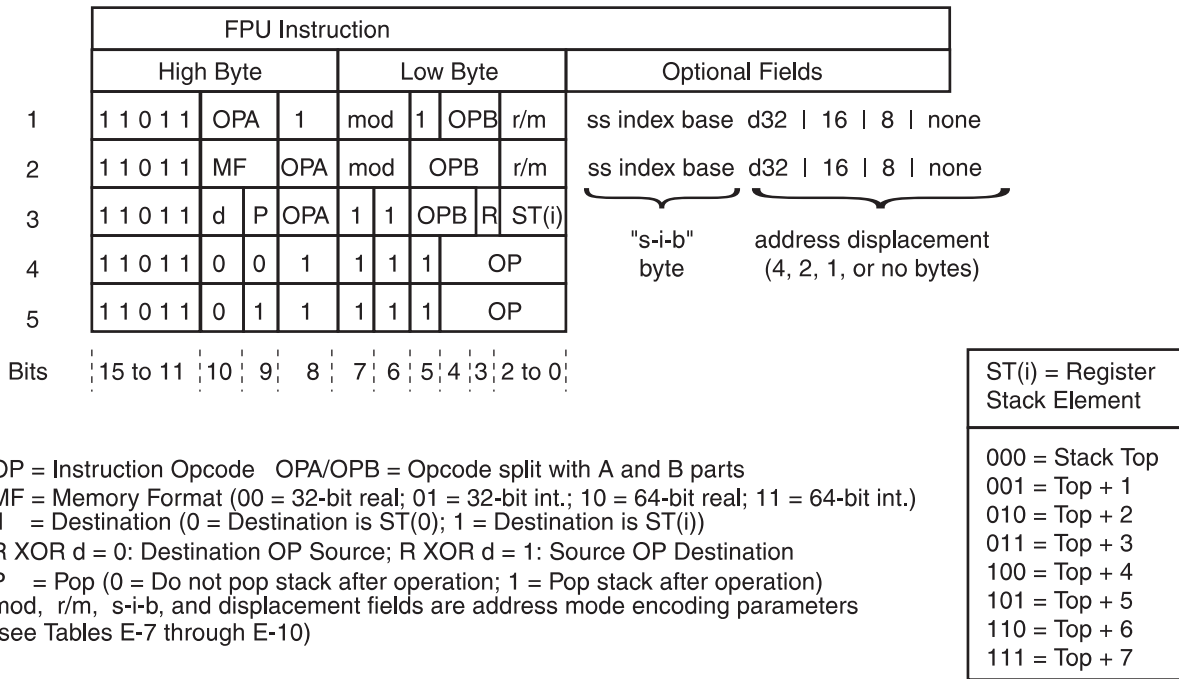 FPU Instruction
High Byte Low Byte Optional Fields
1 1 1 0 1 1 OPA 1 mod 1 OPB r/m ss index base d32 | 16 | 8 | none
2 1 1 0 1 1 MF OPA mod OPB r/m ss index base d32 | 16 | 8 | none
3 1 1 0 1 1 d P OPA 1 1 OPB R ST(i)
"s-i-b" address displacement
byte (4, 2, 1, or no bytes)
4 1 1 0 1 1 0 0 1 1 1 1 OP
5 1 1 0 1 1 0 1 1 1 1 1 OP
Bits 15 to 11 10 9 8 7 6 5 4 3 2 to 0
OP = Instruction Opcode OPA/OPB = Opcode split with A and B parts
MF = Memory Format (00 = 32-bit real; 01 = 32-bit int.; 10 = 64-bit real; 11 = 64-bit int.)
= Destination (0 = Destination is ST(0); 1 = Destination is ST(i))
R XOR d = 0: Destination OP Source; R XOR d = 1: Source OP Destination
P = Pop (0 = Do not pop stack after operation; 1 = Pop stack after operation)
mod, r/m, s-i-b, and displacement fields are address mode encoding parameters
see Tables E-7 through E-10)
ST(i) = Register
Stack Element
000 = Stack Top
001 = Top + 1
010 = Top + 2
011 = Top + 3
100 = Top + 4
101 = Top + 5
110 = Top + 6
111 = Top + 7